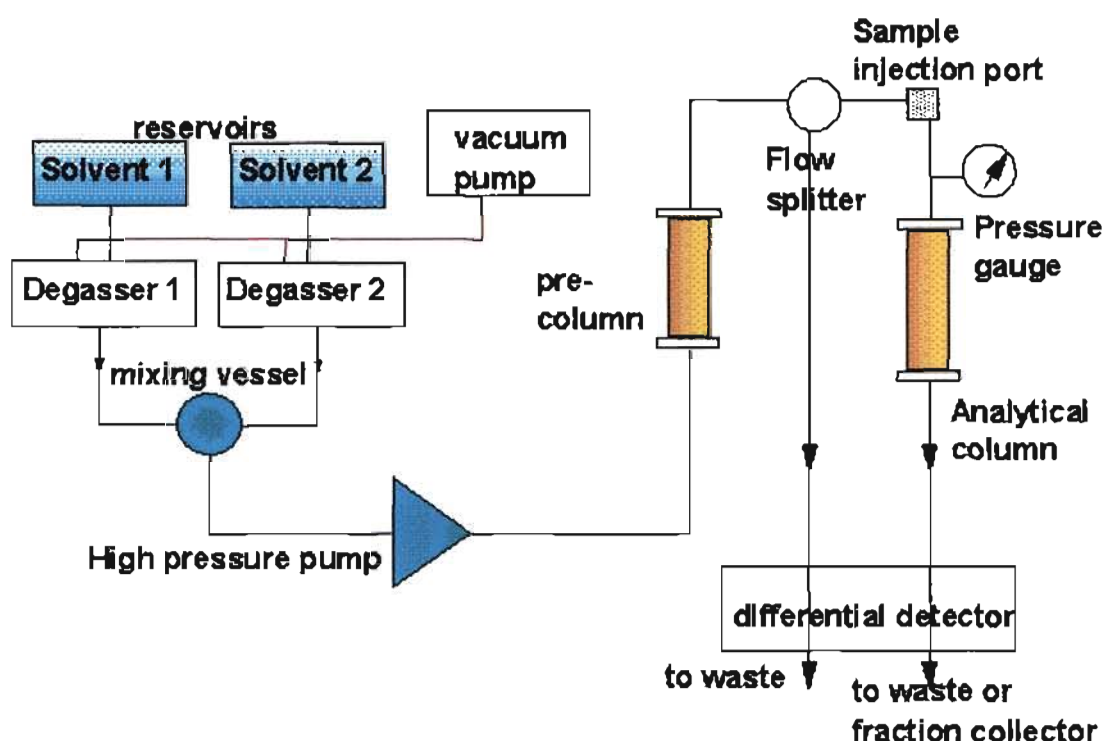 Sample
injection port
reservoirs
Solvent 1
Solvent 2
vacuum
pump
Flow
splitter
Pressure
gauge
Degasser 1
Degasser 2
pre-
column
mixing vessel
Analytical
column
High pressure pump
differential detector
to waste
to waste or
fraction collector